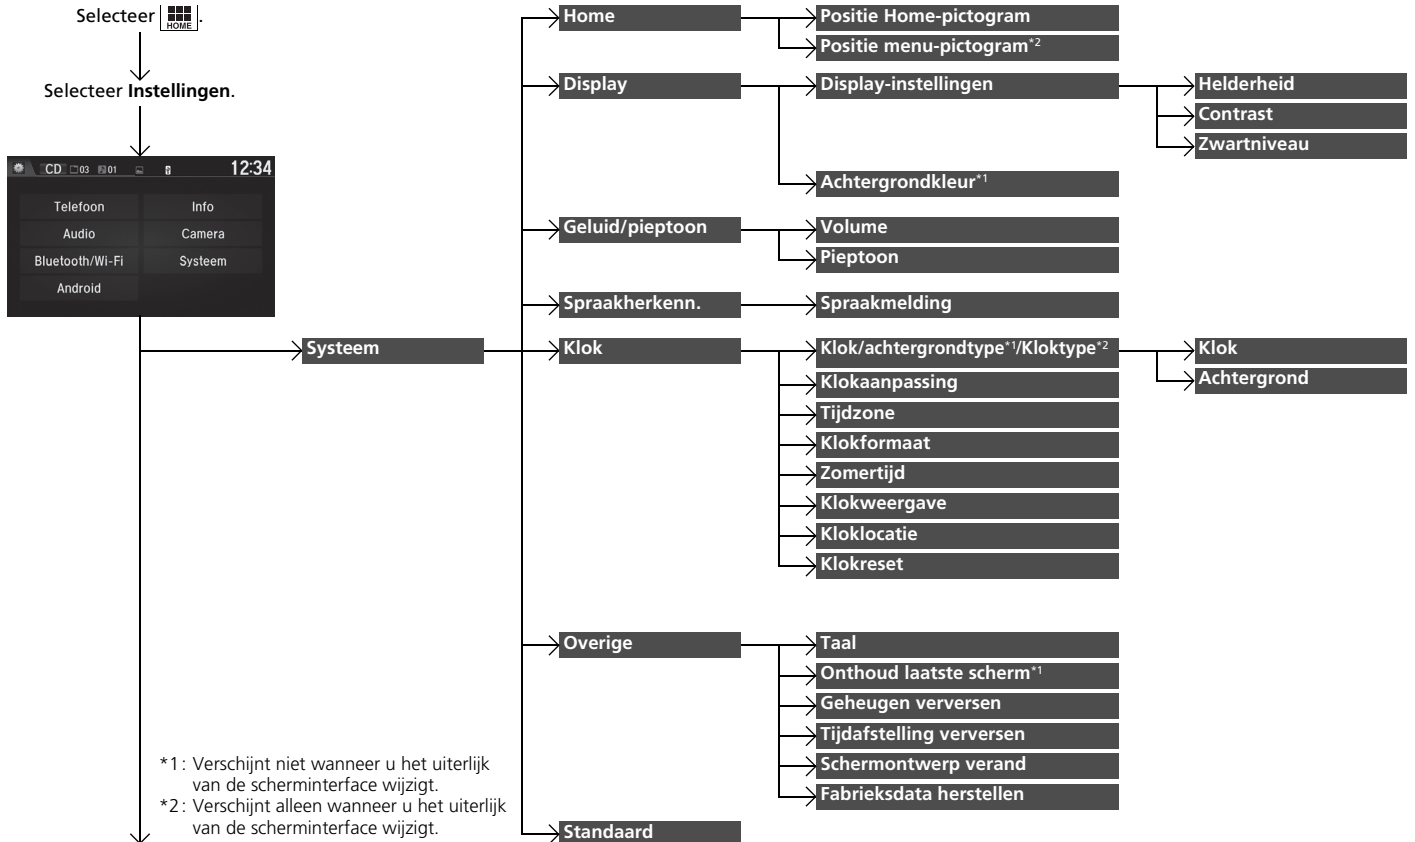 Selecteer HOME.
Selecteer Instellingen.
CD 03 01 12:34
Telefoon Info
Audio Camera
Bluetooth/Wi-Fi Systeem
Android
Systeem
Home
Positie Home-pictogram
Positie menu-pictogram*2
Display
Display-instellingen
Helderheid
Contrast
Zwartniveau
Achtergrondkleur*1
Geluid/pieptoon
Volume
Pieptoon
Spraakherkenn.
Spraakmelding
Klok
Klok/achtergrondtype*1/Kloktype*2
Klok
Achtergrond
Klokaanpassing
Tijdzone
Klokformaat
Zomertijd
Klokweergave
Kloklocatie
Klokreset
Overige
Taal
Onthoud laatste scherm*1
Geheugen verversen
Tijdafstelling verversen
Schermontwerp verand
Fabrieksdata herstellen
Standaard
*1: Verschijnt niet wanneer u het uiterlijk
van de scherminterface wijzigt.
*2: Verschijnt alleen wanneer u het uiterlijk
van de scherminterface wijzigt.